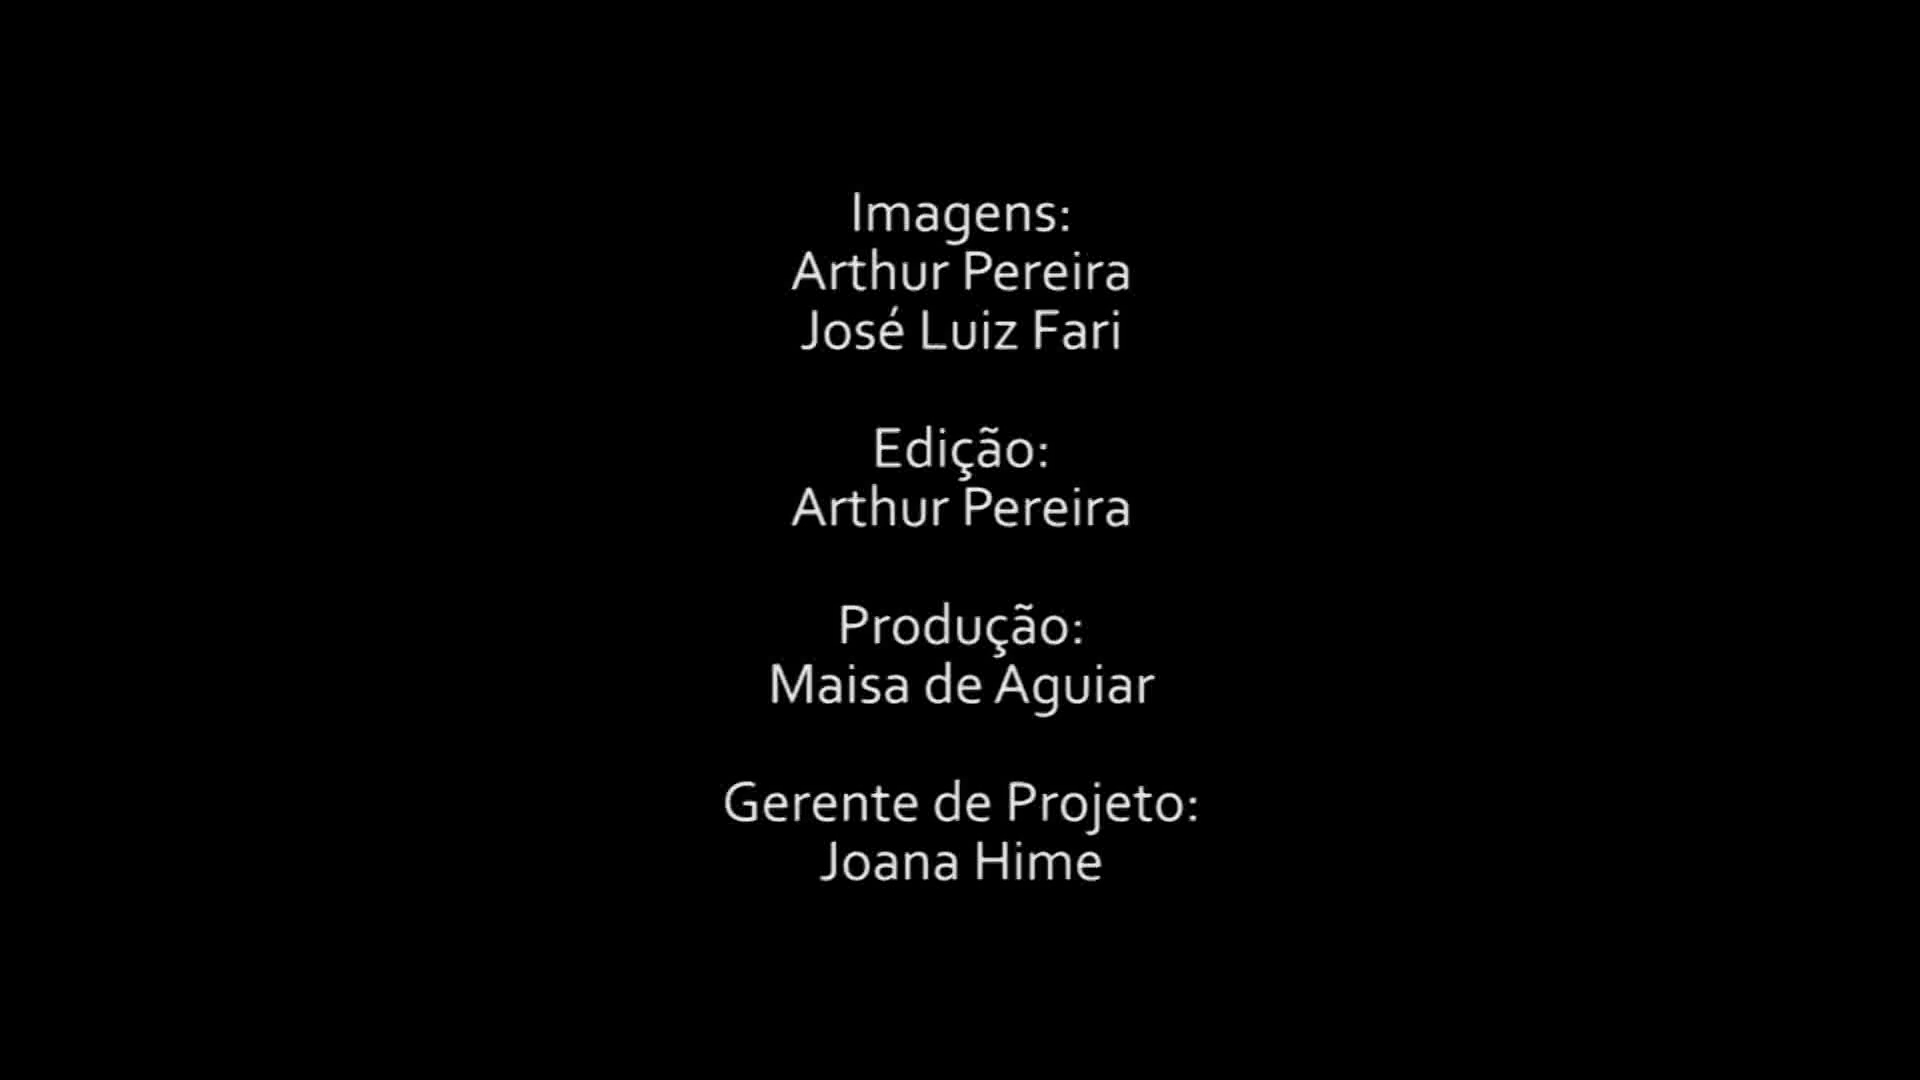 Imagens:
Arthur Pereira
José Luiz Fari
Edição:
Arthur Pereira
Produção:
Maisa de Aguiar
Gerente de Projeto:
Joana Hime